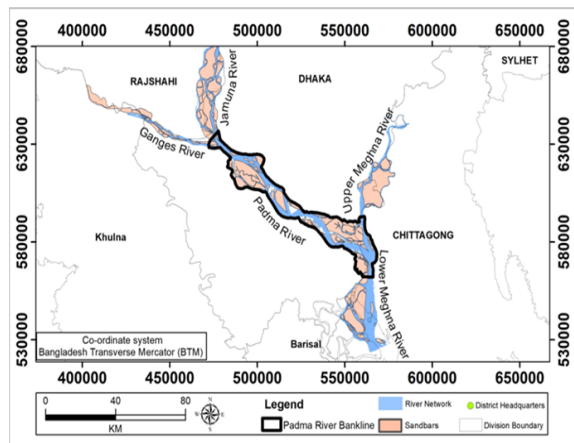 400000 450000 500000 550000 600000 650000
680000 680000
SYLHET
RAJSHAHI
DHAKA
Jamuna River
630000 630000
Ganges River
Upper Meghna River
Padma River
Khulna
CHITTAGONG
580000 580000
Lower Meghna River
Co-ordinate system
Bangladesh Transverse Mercator (BTM)
Barisal
530000 530000
400000 450000 500000 550000 600000 650000
0 40 80
KM
N
Legend
Padma River Bankline
River Network
Sandbars
District Headquarters
Division Boundary